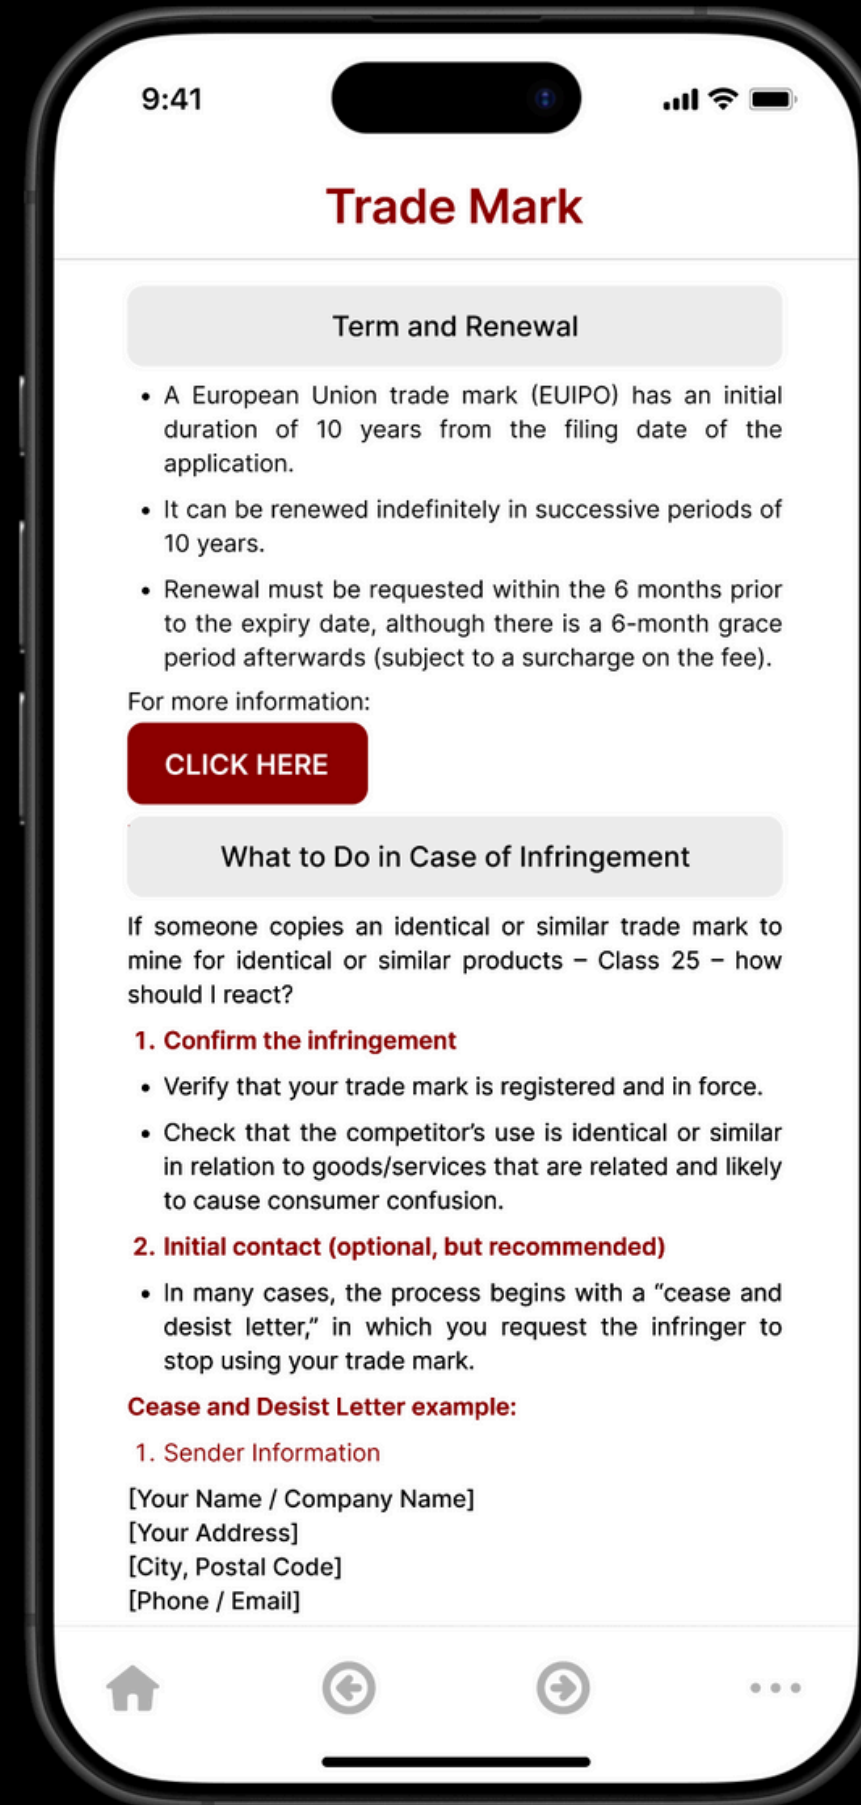 9:41
Trade Mark
Term and Renewal
• A European Union trade mark (EUIPO) has an initial
duration of 10 years from the filing date of the
application.
• It can be renewed indefinitely in successive periods of
10 years.
• Renewal must be requested within the 6 months prior
to the expiry date, although there is a 6-month grace
period afterwards (subject to a surcharge on the fee).
For more information:
CLICK HERE
What to Do in Case of Infringement
If someone copies an identical or similar trade mark to
mine for identical or similar products – Class 25 – how
should I react?
1. Confirm the infringement
• Verify that your trade mark is registered and in force.
• Check that the competitor’s use is identical or similar
in relation to goods/services that are related and likely
to cause consumer confusion.
2. Initial contact (optional, but recommended)
• In many cases, the process begins with a “cease and
desist letter,” in which you request the infringer to
stop using your trade mark.
Cease and Desist Letter example:
1. Sender Information
[Your Name / Company Name]
[Your Address]
[City, Postal Code]
[Phone / Email]